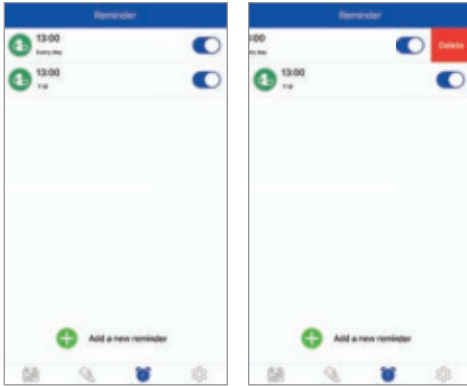 Reminder
13:00
Every day
13:00
Add a new reminder
Reminder
:00
Delete
13:00
Add a new reminder